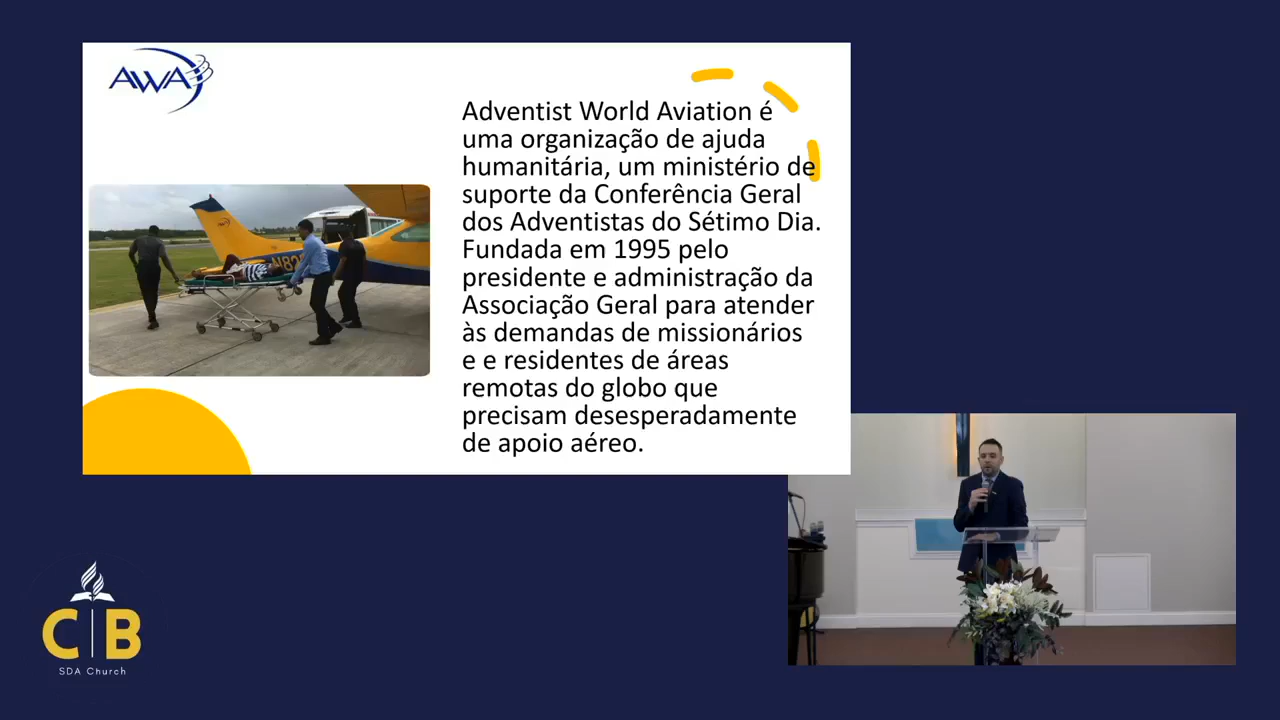 AWA
Adventist World Aviation é
uma organização de ajuda
humanitária, um ministério de
suporte da Conferência Geral
dos Adventistas do Sétimo Dia.
Fundada em 1995 pelo
presidente e administração da
Associação Geral para atender
às demandas de missionários
e e residentes de áreas
remotas do globo que
precisam desesperadamente
de apoio aéreo.
C|B
SDA Church